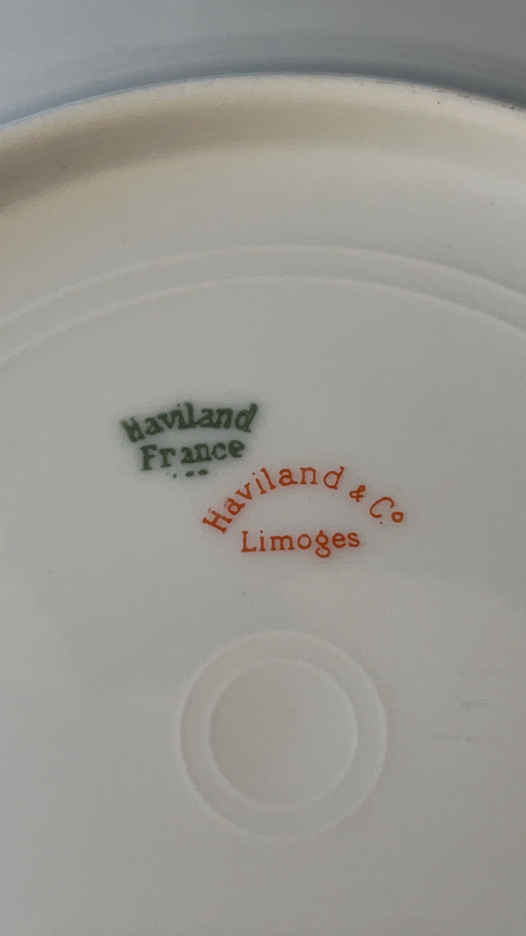 Haviland
France
Haviland & Co
Limoges